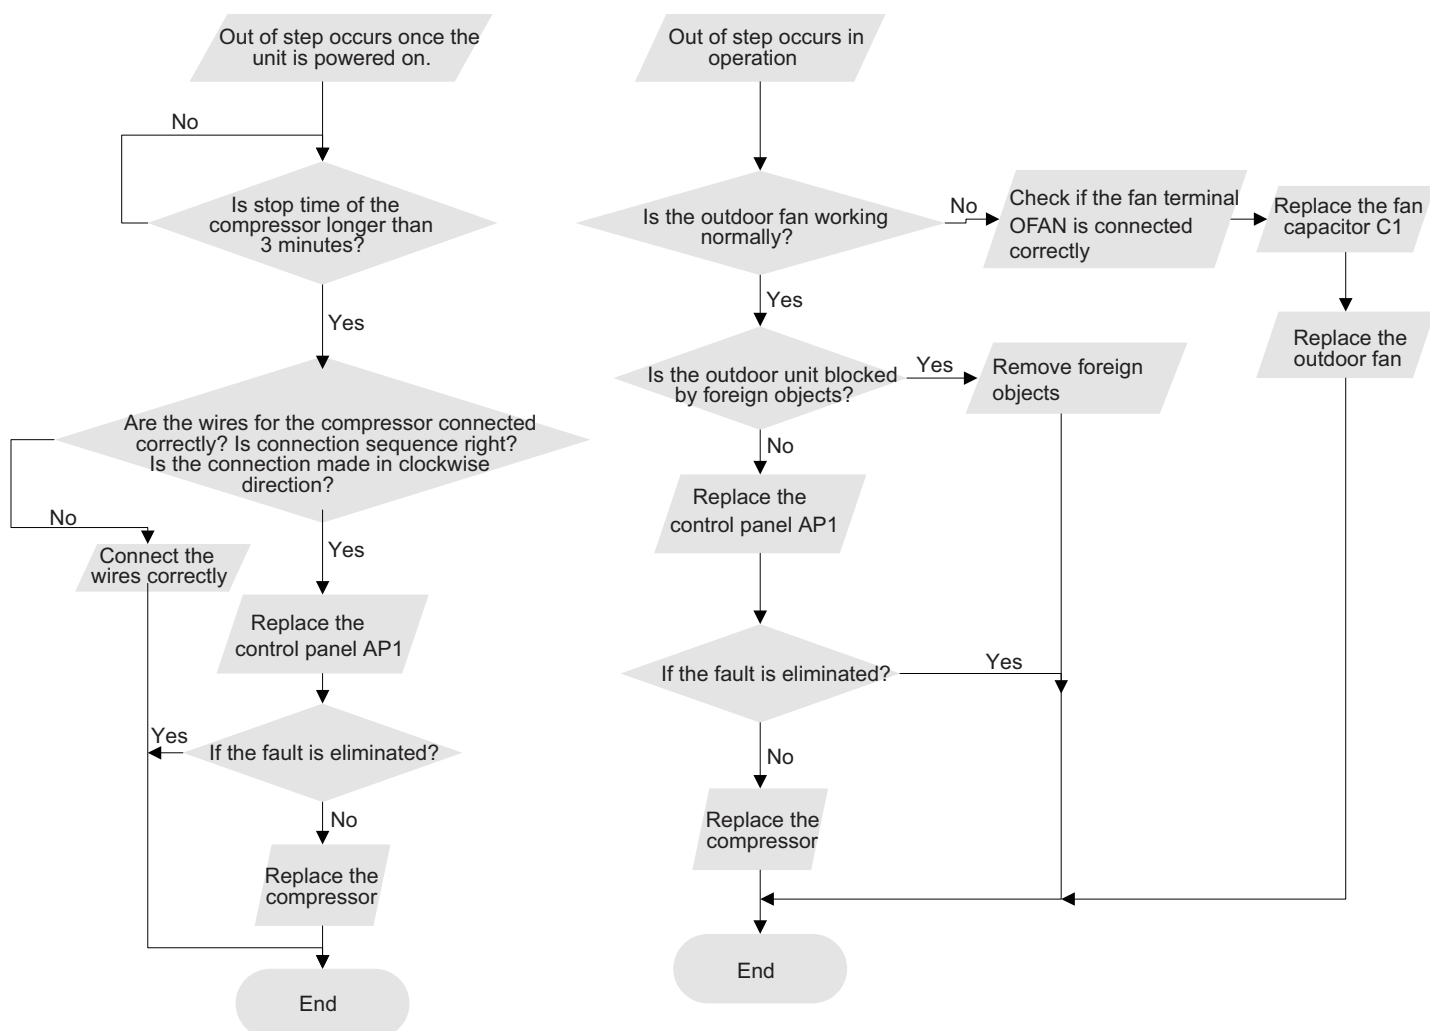 Out of step occurs once the
unit is powered on.
No
Is stop time of the
compressor longer than
3 minutes?
Yes
Are the wires for the compressor connected
correctly? Is connection sequence right?
Is the connection made in clockwise
direction?
No
Connect the
wires correctly
Yes
Replace the
control panel AP1
Yes
If the fault is eliminated?
No
Replace the
compressor
End
Out of step occurs in
operation
Is the outdoor fan working
normally?
No
Check if the fan terminal
OFAN is connected
correctly
Replace the fan
capacitor C1
Replace the
outdoor fan
Yes
Is the outdoor unit blocked
by foreign objects?
Yes
Remove foreign
objects
No
Replace the
control panel AP1
If the fault is eliminated?
Yes
No
Replace the
compressor
End